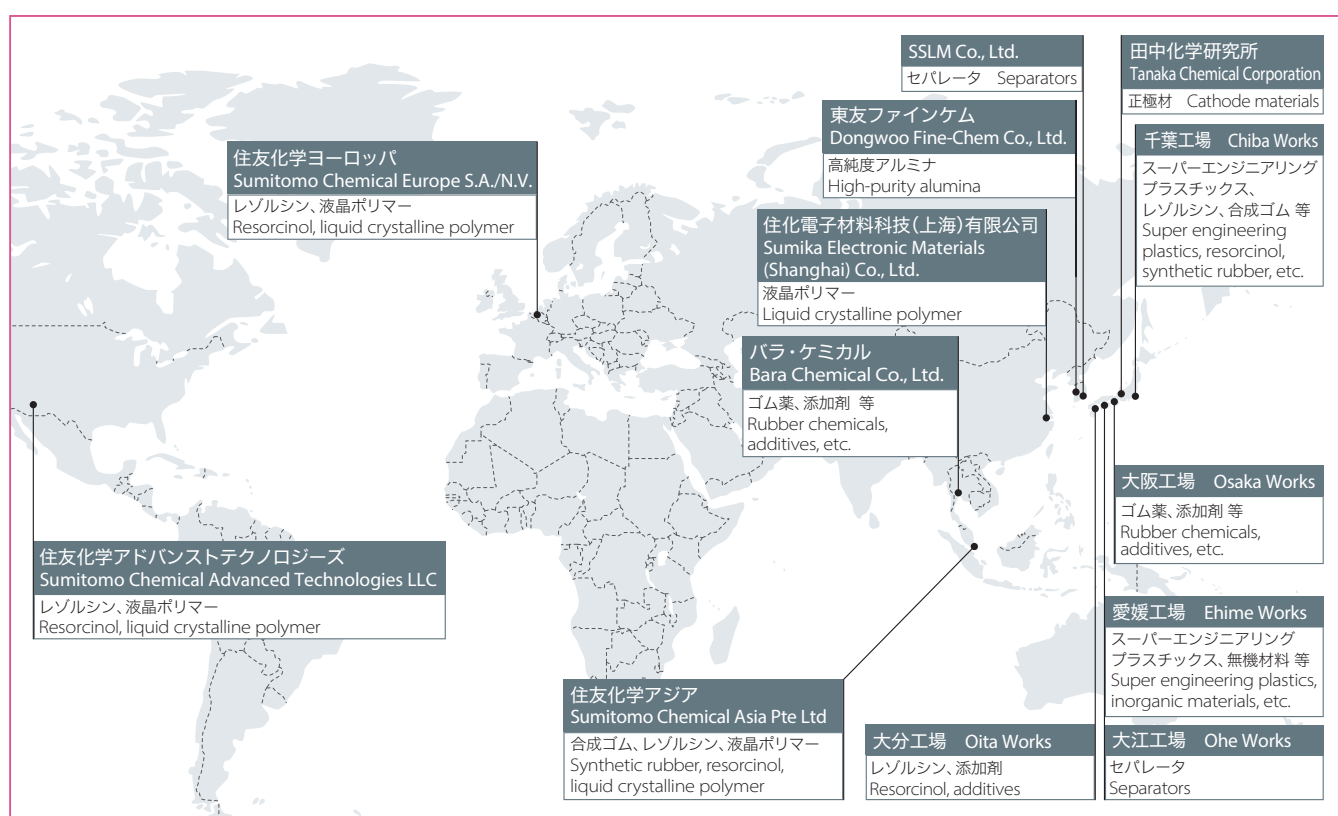 SSLM Co., Ltd.
セパレータ Separators
田中化学研究所
Tanaka Chemical Corporation
正極材 Cathode materials
東友ファインケム
Dongwoo Fine-Chem Co., Ltd.
高純度アルミナ
High-purity alumina
千葉工場 Chiba Works
スーパーエンジニアリング
プラスチックス、
レゾルシン、合成ゴム 等
Super engineering
plastics, resorcinol,
synthetic rubber, etc.
住友化学ヨーロッパ
Sumitomo Chemical Europe S.A./N.V.
レゾルシン、液晶ポリマー
Resorcinol, liquid crystalline polymer
住化電子材料科技(上海)有限公司
Sumika Electronic Materials
(Shanghai) Co., Ltd.
液晶ポリマー
Liquid crystalline polymer
バラ・ケミカル
Bara Chemical Co., Ltd.
ゴム薬、添加剤 等
Rubber chemicals,
additives, etc.
大阪工場 Osaka Works
ゴム薬、添加剤 等
Rubber chemicals,
additives, etc.
住友化学アドバンストテクノロジーズ
Sumitomo Chemical Advanced Technologies LLC
レゾルシン、液晶ポリマー
Resorcinol, liquid crystalline polymer
愛媛工場 Ehime Works
スーパーエンジニアリング
プラスチックス、無機材料 等
Super engineering plastics,
inorganic materials, etc.
住友化学アジア
Sumitomo Chemical Asia Pte Ltd
合成ゴム、レゾルシン、液晶ポリマー
Synthetic rubber, resorcinol,
liquid crystalline polymer
大分工場 Oita Works
レゾルシン、添加剤
Resorcinol, additives
大江工場 Ohe Works
セパレータ
Separators